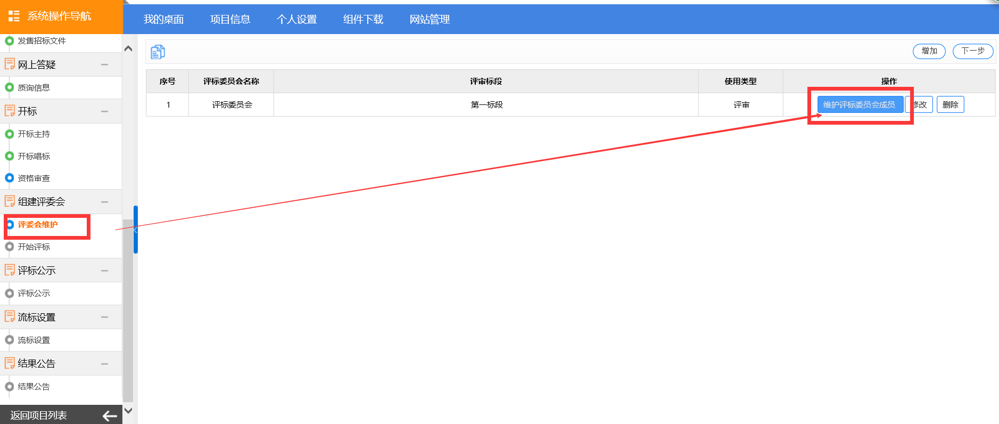 系统操作导航
我的桌面 项目信息 个人设置 组件下载 网站管理
发售招标文件
网上答疑
质询信息
开标
开标主持
开标唱标
资格审查
组建评委会
评委会维护
开始评标
评标公示
评标公示
流标设置
流标设置
结果公告
结果公告
返回项目列表
增加 下一步
序号 评标委员会名称 评审标段 使用类型 操作
1 评标委员会 第一标段 评审 维护评标委员会成员 修改 删除